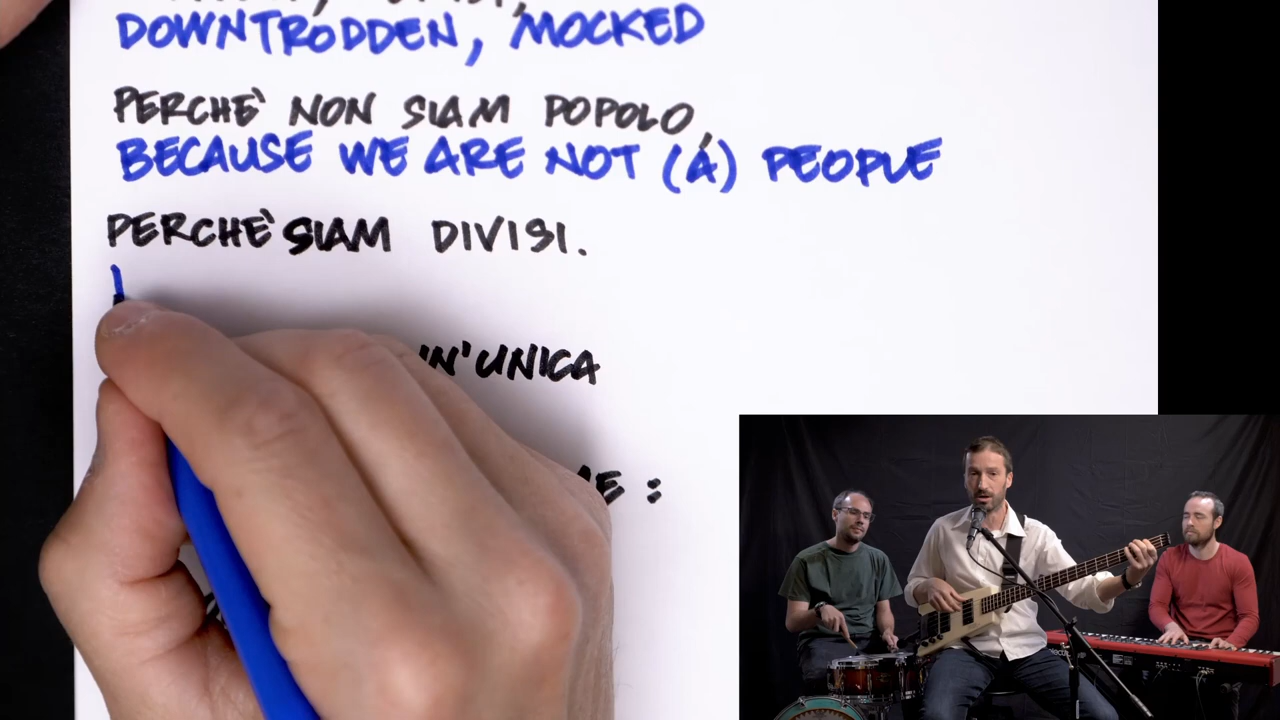 DOWNTRODDEN, MOCKED
PERCHE` NON SIAM POPOLO,
BECAUSE WE ARE NOT (A) PEOPLE
PERCHE` SIAM DIVISI.
UN'UNICA
: